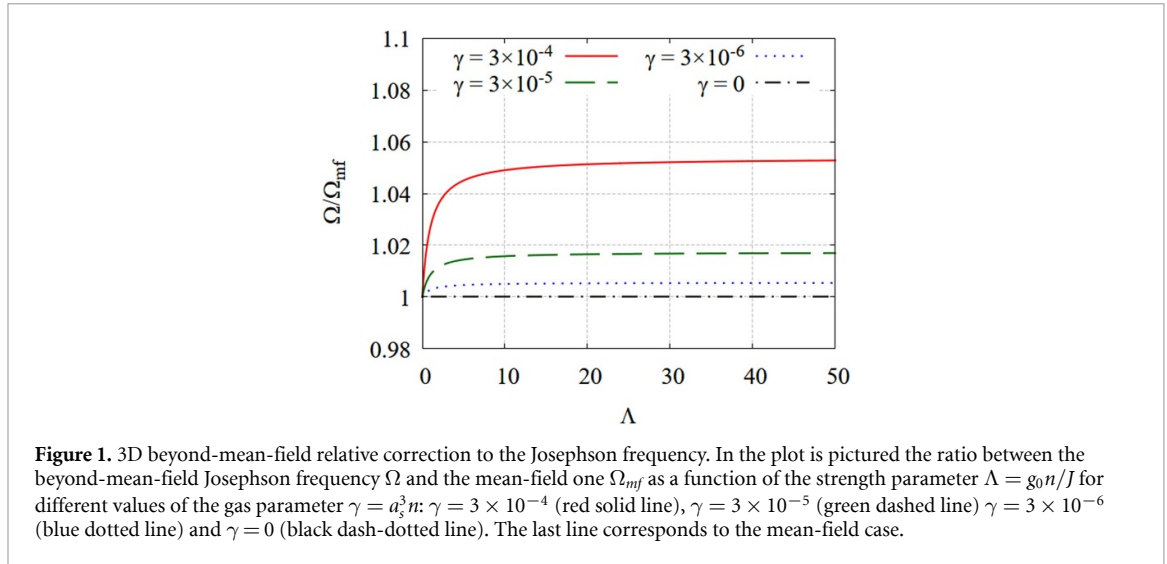 1.1
γ = 3×10⁻⁴ γ = 3×10⁻⁶
γ = 3×10⁻⁵ γ = 0
1.08
1.06
1.04
1.02
1
0.98
Ω/Ωmf
0 10 20 30 40 50
Λ
Figure 1. 3D beyond-mean-field relative correction to the Josephson frequency. In the plot is pictured the ratio between the
beyond-mean-field Josephson frequency Ω and the mean-field one Ωmf as a function of the strength parameter Λ = g₀n/J for
different values of the gas parameter γ = aₛ³n: γ = 3 × 10⁻⁴ (red solid line), γ = 3 × 10⁻⁵ (green dashed line) γ = 3 × 10⁻⁶
(blue dotted line) and γ = 0 (black dash-dotted line). The last line corresponds to the mean-field case.